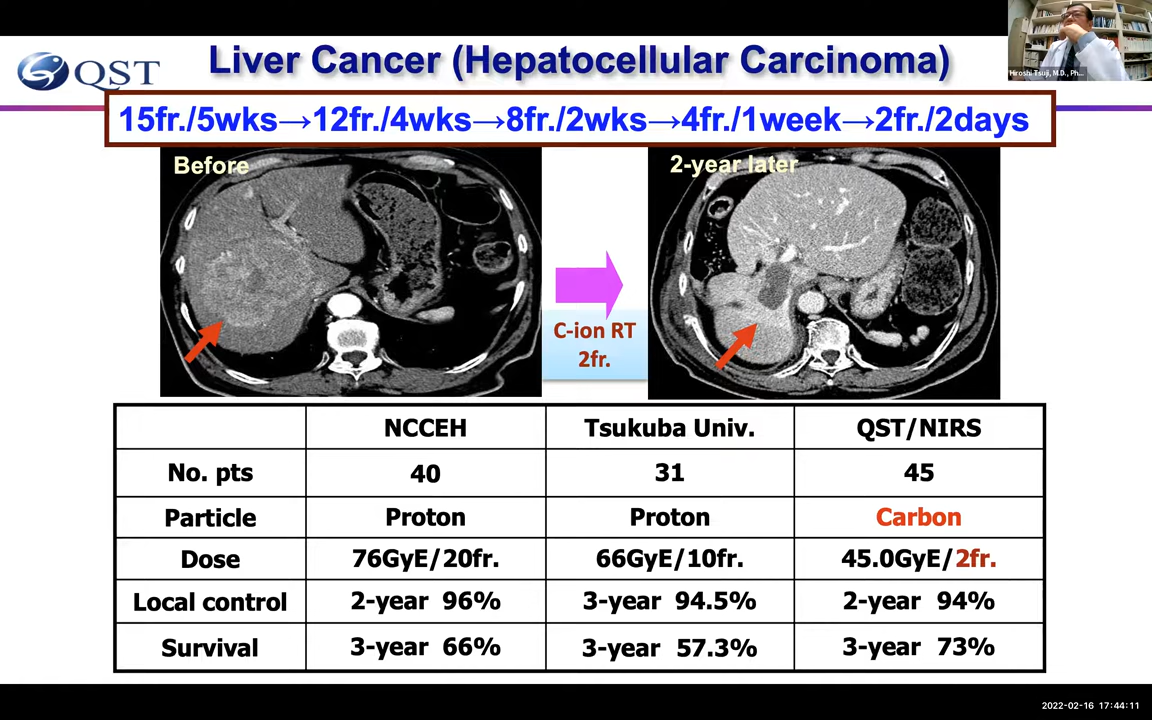 Liver Cancer (Hepatocellular Carcinoma)
QST
Hiroshi Tsuji, M.D., Ph...
15fr./5wks→12fr./4wks→8fr./2wks→4fr./1week→2fr./2days
Before
2-year later
C-ion RT
2fr.
NCCEH Tsukuba Univ. QST/NIRS
No. pts 40 31 45
Particle Proton Proton Carbon
Dose 76GyE/20fr. 66GyE/10fr. 45.0GyE/2fr.
Local control 2-year 96% 3-year 94.5% 2-year 94%
Survival 3-year 66% 3-year 57.3% 3-year 73%
2022-02-16 17:44:11